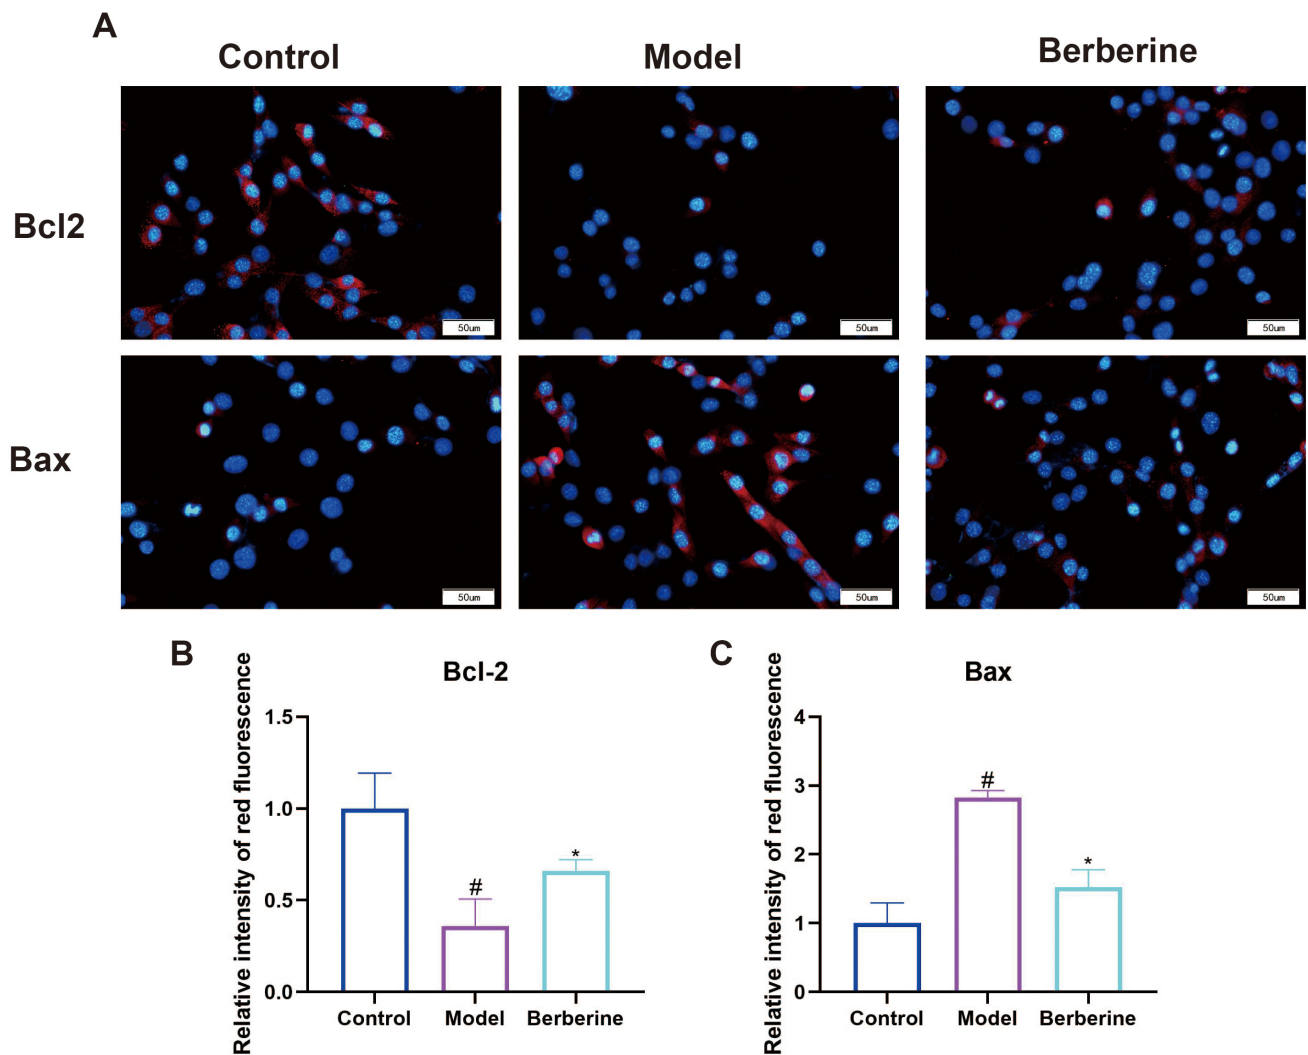 A
Control
Model
Berberine
Bcl2
50um
50um
50um
Bax
50um
50um
50um
B
Bcl-2
Relative intensity of red fluorescence
1.5
1.0
0.5
0.0
#
*
Control
Model
Berberine
C
Bax
Relative intensity of red fluorescence
4
3
2
1
0
#
*
Control
Model
Berberine